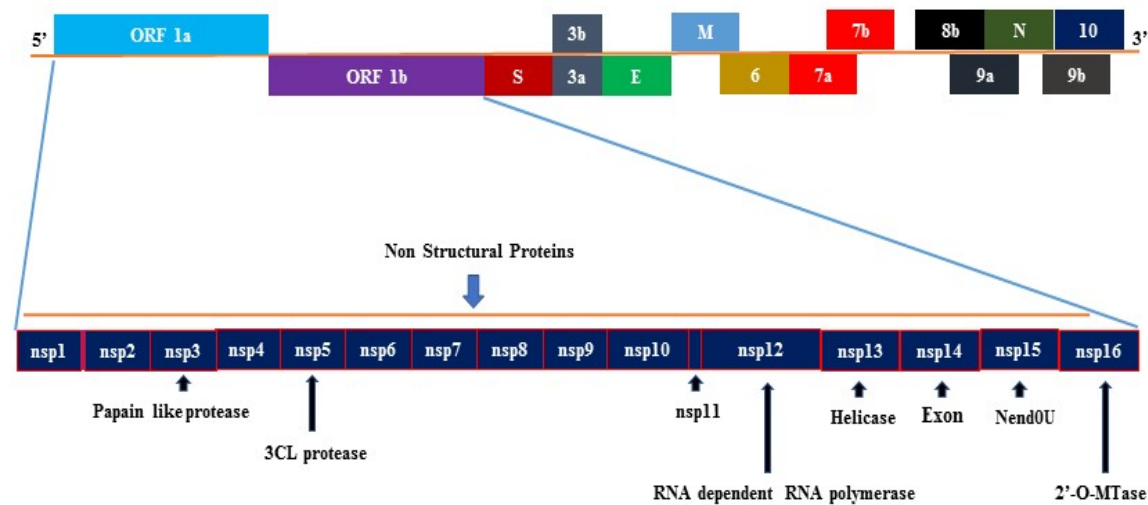 5’ ORF 1a 3b M 7b 8b N 10 3’
ORF 1b S 3a E 6 7a 9a 9b
Non Structural Proteins
nsp1 nsp2 nsp3 nsp4 nsp5 nsp6 nsp7 nsp8 nsp9 nsp10 nsp12 nsp13 nsp14 nsp15 nsp16
Papain like protease nsp11 Helicase Exon Nend0U
3CL protease
RNA dependent RNA polymerase 2’-O-MTase